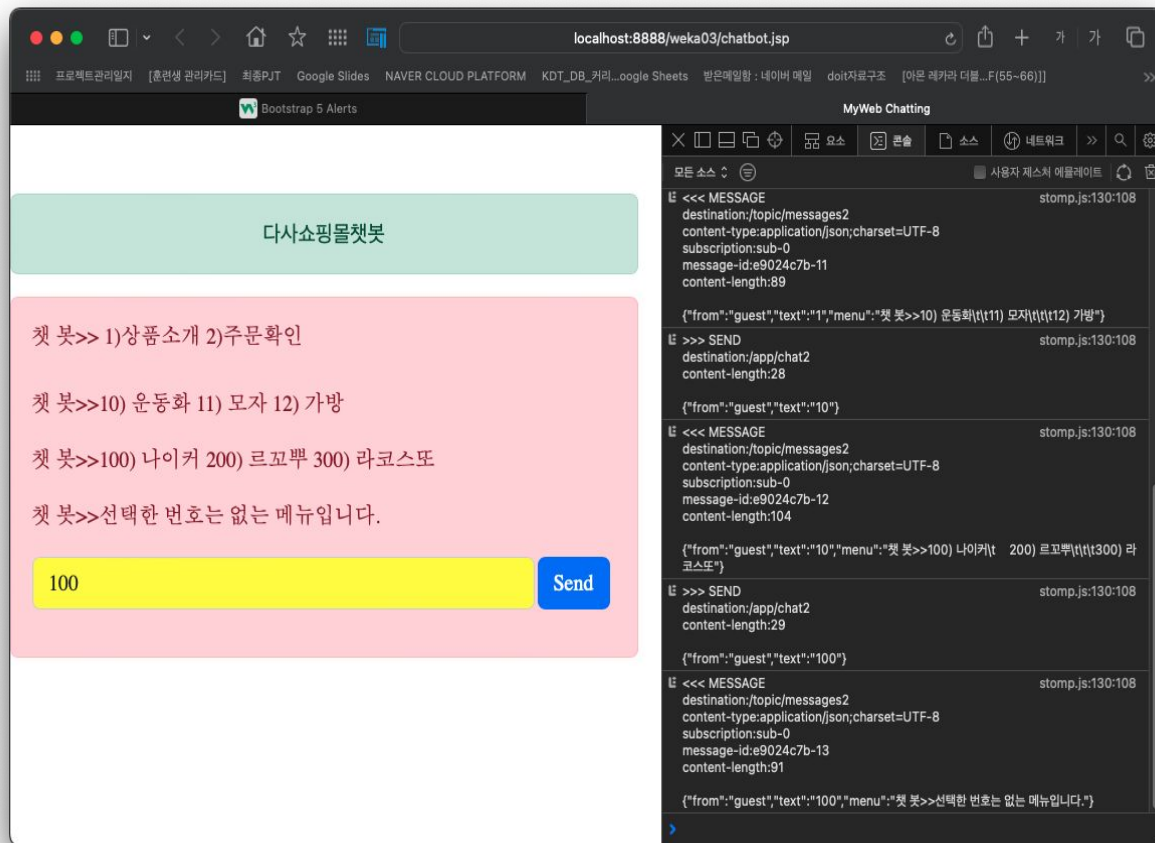 localhost:8888/weka03/chatbot.jsp
가 가
프로젝트관리일지 [훈련생 관리카드] 최종PJT Google Slides NAVER CLOUD PLATFORM KDT_DB_커리...oogle Sheets 받은메일함 : 네이버 메일 doit자료구조 [아몬 레카라 더블...F(55~66)]]
Bootstrap 5 Alerts
MyWeb Chatting
다사쇼핑몰챗봇
챗 봇>> 1)상품소개 2)주문확인
챗 봇>>10) 운동화 11) 모자 12) 가방
챗 봇>>100) 나이커 200) 르꼬뿌 300) 라코스또
챗 봇>>선택한 번호는 없는 메뉴입니다.
100 Send
요소 콘솔 소스 네트워크
모든 소스 사용자 제스처 에뮬레이트
<<< MESSAGE stomp.js:130:108
destination:/topic/messages2
content-type:application/json;charset=UTF-8
subscription:sub-0
message-id:e9024c7b-11
content-length:89
{"from":"guest","text":"1","menu":"챗 봇>>10) 운동화\t\t11) 모자\t\t\t12) 가방"}
>>> SEND stomp.js:130:108
destination:/app/chat2
content-length:28
{"from":"guest","text":"10"}
<<< MESSAGE stomp.js:130:108
destination:/topic/messages2
content-type:application/json;charset=UTF-8
subscription:sub-0
message-id:e9024c7b-12
content-length:104
{"from":"guest","text":"10","menu":"챗 봇>>100) 나이커\t 200) 르꼬뿌\t\t\t300) 라
코스또"}
>>> SEND stomp.js:130:108
destination:/app/chat2
content-length:29
{"from":"guest","text":"100"}
<<< MESSAGE stomp.js:130:108
destination:/topic/messages2
content-type:application/json;charset=UTF-8
subscription:sub-0
message-id:e9024c7b-13
content-length:91
{"from":"guest","text":"100","menu":"챗 봇>>선택한 번호는 없는 메뉴입니다."}